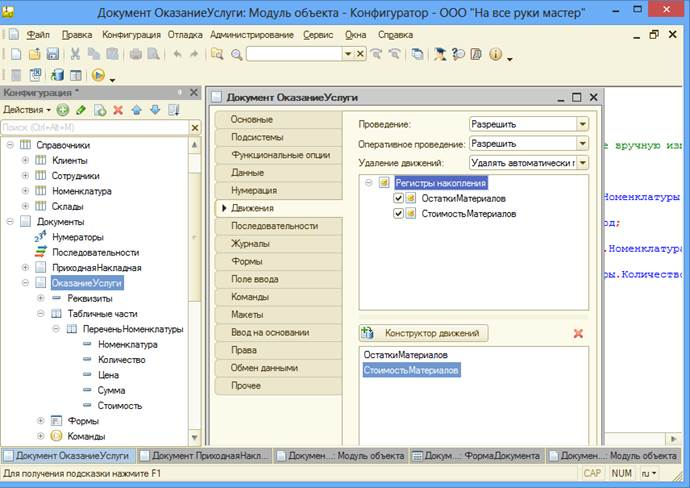 Документ ОказаниеУслуги: Модуль объекта - Конфигуратор - ООО "На все руки мастер"
Файл Правка Конфигурация Отладка Администрирование Сервис Окна Справка
Конфигурация *
Действия
Поиск (Ctrl+Alt+M)
Справочники
Клиенты
Сотрудники
Номенклатура
Склады
Документы
Нумераторы
Последовательности
ПриходнаяНакладная
ОказаниеУслуги
Реквизиты
Табличные части
ПереченьНоменклатуры
Номенклатура
Количество
Цена
Сумма
Стоимость
Формы
Команды
Документ ОказаниеУслуги
Основные
Подсистемы
Функциональные опции
Данные
Нумерация
Движения
Последовательности
Журналы
Формы
Поле ввода
Команды
Макеты
Ввод на основании
Права
Обмен данными
Прочее
Проведение: Разрешить
Оперативное проведение: Разрешить
Удаление движений: Удалять автоматически г
Регистры накопления
ОстаткиМатериалов
СтоимостьМатериалов
Конструктор движений
ОстаткиМатериалов
СтоимостьМатериалов
е вручную изм
Номенклатуры
од;
.Номенклатура
ы.Количество
Документ ОказаниеУслуги
Документ ПриходнаяНакл...
Докумен...: Модуль объекта
Докум...: ФормаДокумента
Докумен...: Модуль объекта
Для получения подсказки нажмите F1
CAP NUM ru